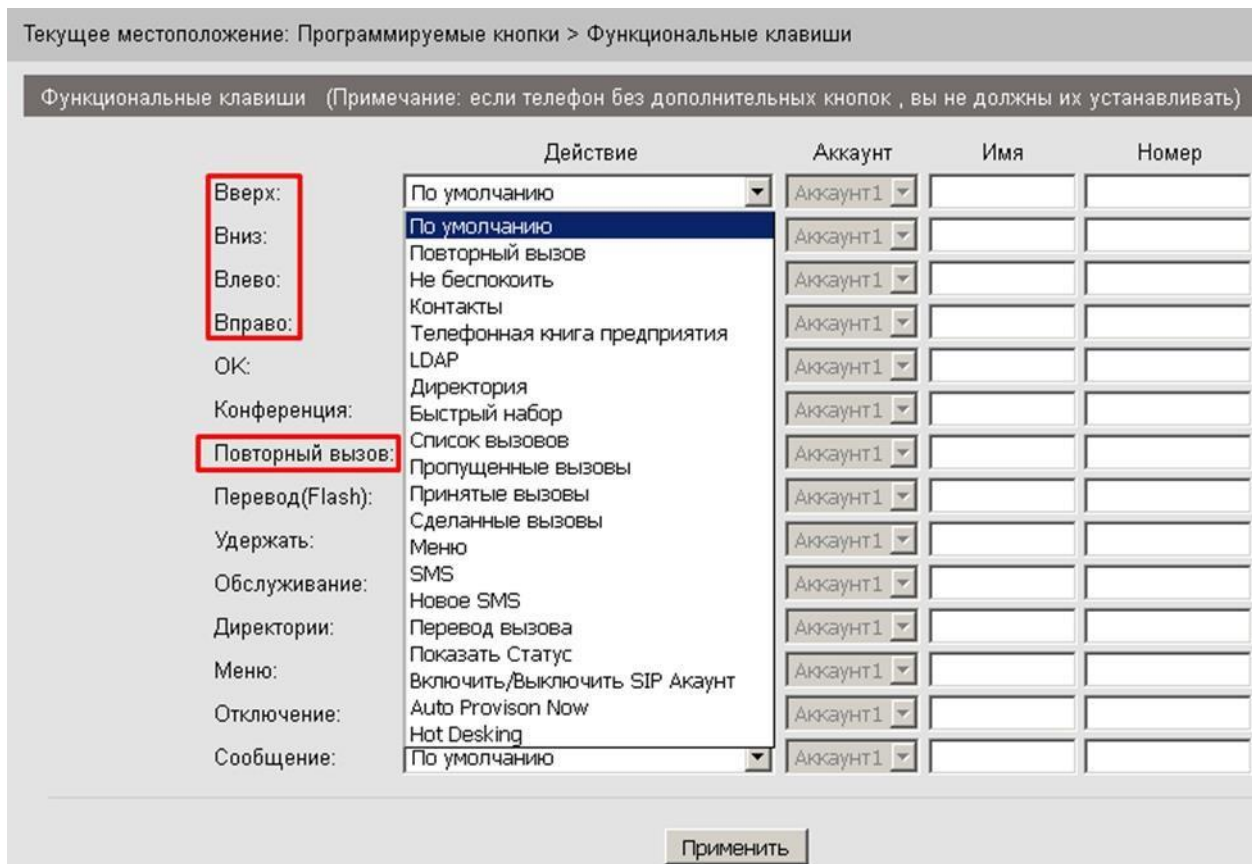 Текущее местоположение: Программируемые кнопки > Функциональные клавиши
Функциональные клавиши (Примечание: если телефон без дополнительных кнопок , вы не должны их устанавливать)
Действие Аккаунт Имя Номер
Вверх: По умолчанию Аккаунт1
Вниз: Аккаунт1
Влево: Аккаунт1
Вправо: Аккаунт1
OK: Аккаунт1
Конференция: Аккаунт1
Повторный вызов: Аккаунт1
Перевод(Flash): Аккаунт1
Удержать: Аккаунт1
Обслуживание: Аккаунт1
Директории: Аккаунт1
Меню: Аккаунт1
Отключение: Аккаунт1
По умолчанию
Повторный вызов
Не беспокоить
Контакты
Телефонная книга предприятия
LDAP
Директория
Быстрый набор
Список вызовов
Пропущенные вызовы
Принятые вызовы
Сделанные вызовы
Меню
SMS
Новое SMS
Перевод вызова
Показать Статус
Включить/Выключить SIP Акаунт
Auto Provison Now
Hot Desking
Сообщение: По умолчанию Аккаунт1
Применить